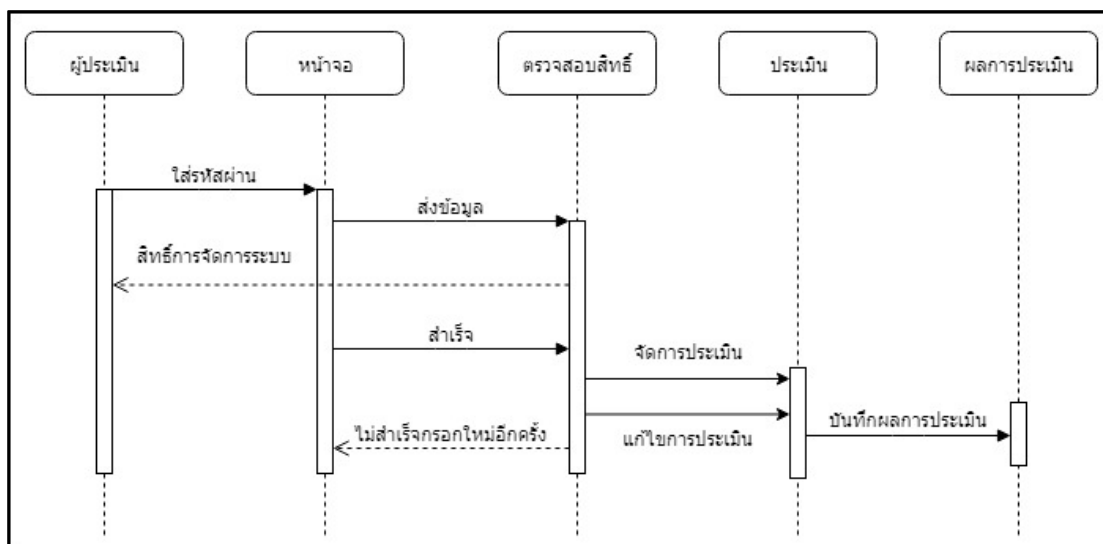 ผู้ประเมิน
หน้าจอ
ตรวจสอบสิทธิ์
ประเมิน
ผลการประเมิน
ใส่รหัสผ่าน
ส่งข้อมูล
สิทธิ์การจัดการระบบ
สำเร็จ
จัดการประเมิน
ไม่สำเร็จกรอกใหม่อีกครั้ง
แก้ไขการประเมิน
บันทึกผลการประเมิน